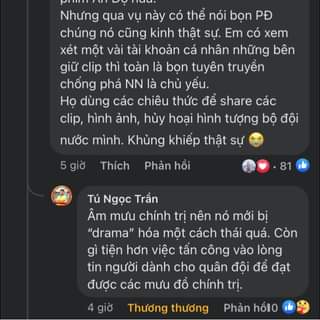 phim Ấn Độ nữa.
Nhưng qua vụ này có thể nói bọn PĐ
chúng nó cũng kinh thật sự. Em có xem
xét một vài tài khoản cá nhân những bên
giữ clip thì toàn là bọn tuyên truyền
chống phá NN là chủ yếu.
Họ dùng các chiêu thức để share các
clip, hình ảnh, hủy hoại hình tượng bộ đội
nước mình. Khủng khiếp thật sự 😭
5 giờ Thích Phản hồi 81
Tú Ngọc Trần
Âm mưu chính trị nên nó mới bị
“drama” hóa một cách thái quá. Còn
gì tiện hơn việc tấn công vào lòng
tin người dành cho quân đội để đạt
được các mưu đồ chính trị.
4 giờ Thương thương Phản hồi 10